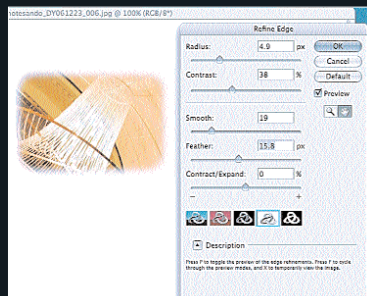 notesando_DY061223_006.jpg @ 100% (RGB/8*)
Refine Edge
Radius: 4.9 px
OK
Cancel
Contrast: 38 %
Default
Preview
Smooth: 19
Feather: 15.8 px
Contract/Expand: 0 %
− +
Description
Press F to toggle the preview of the edge refinements. Press F to cycle
through the preview modes, and X to temporarily view the image.